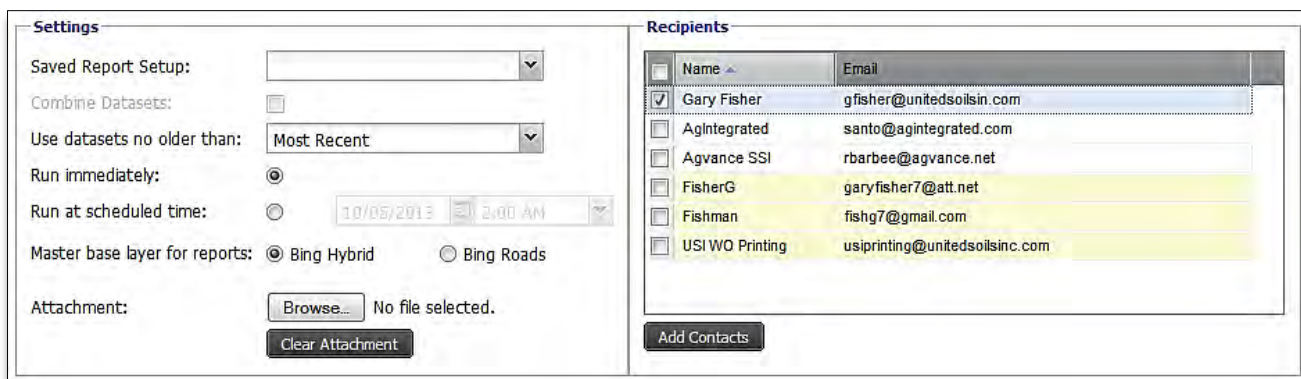 Settings
Saved Report Setup:
Combine Datasets:
Use datasets no older than: Most Recent
Run immediately:
Run at scheduled time: 10/05/2013 2:00 AM
Master base layer for reports: Bing Hybrid Bing Roads
Attachment: Browse... No file selected.
Clear Attachment
Recipients
Name Email
Gary Fisher gfisher@unitedsoilsin.com
AgIntegrated santo@agintegrated.com
Agvance SSI rbarbee@agvance.net
FisherG garyfisher7@att.net
Fishman fishg7@gmail.com
USI WO Printing usiprinting@unitedsoilsinc.com
Add Contacts